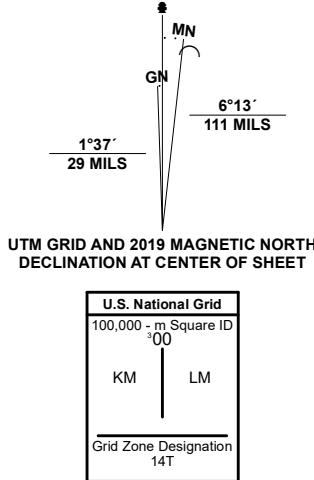 MN
GN
6°13´
111 MILS
1°37´
29 MILS
UTM GRID AND 2019 MAGNETIC NORTH
DECLINATION AT CENTER OF SHEET
U.S. National Grid
100,000 - m Square ID
³00
KM LM
Grid Zone Designation
14T